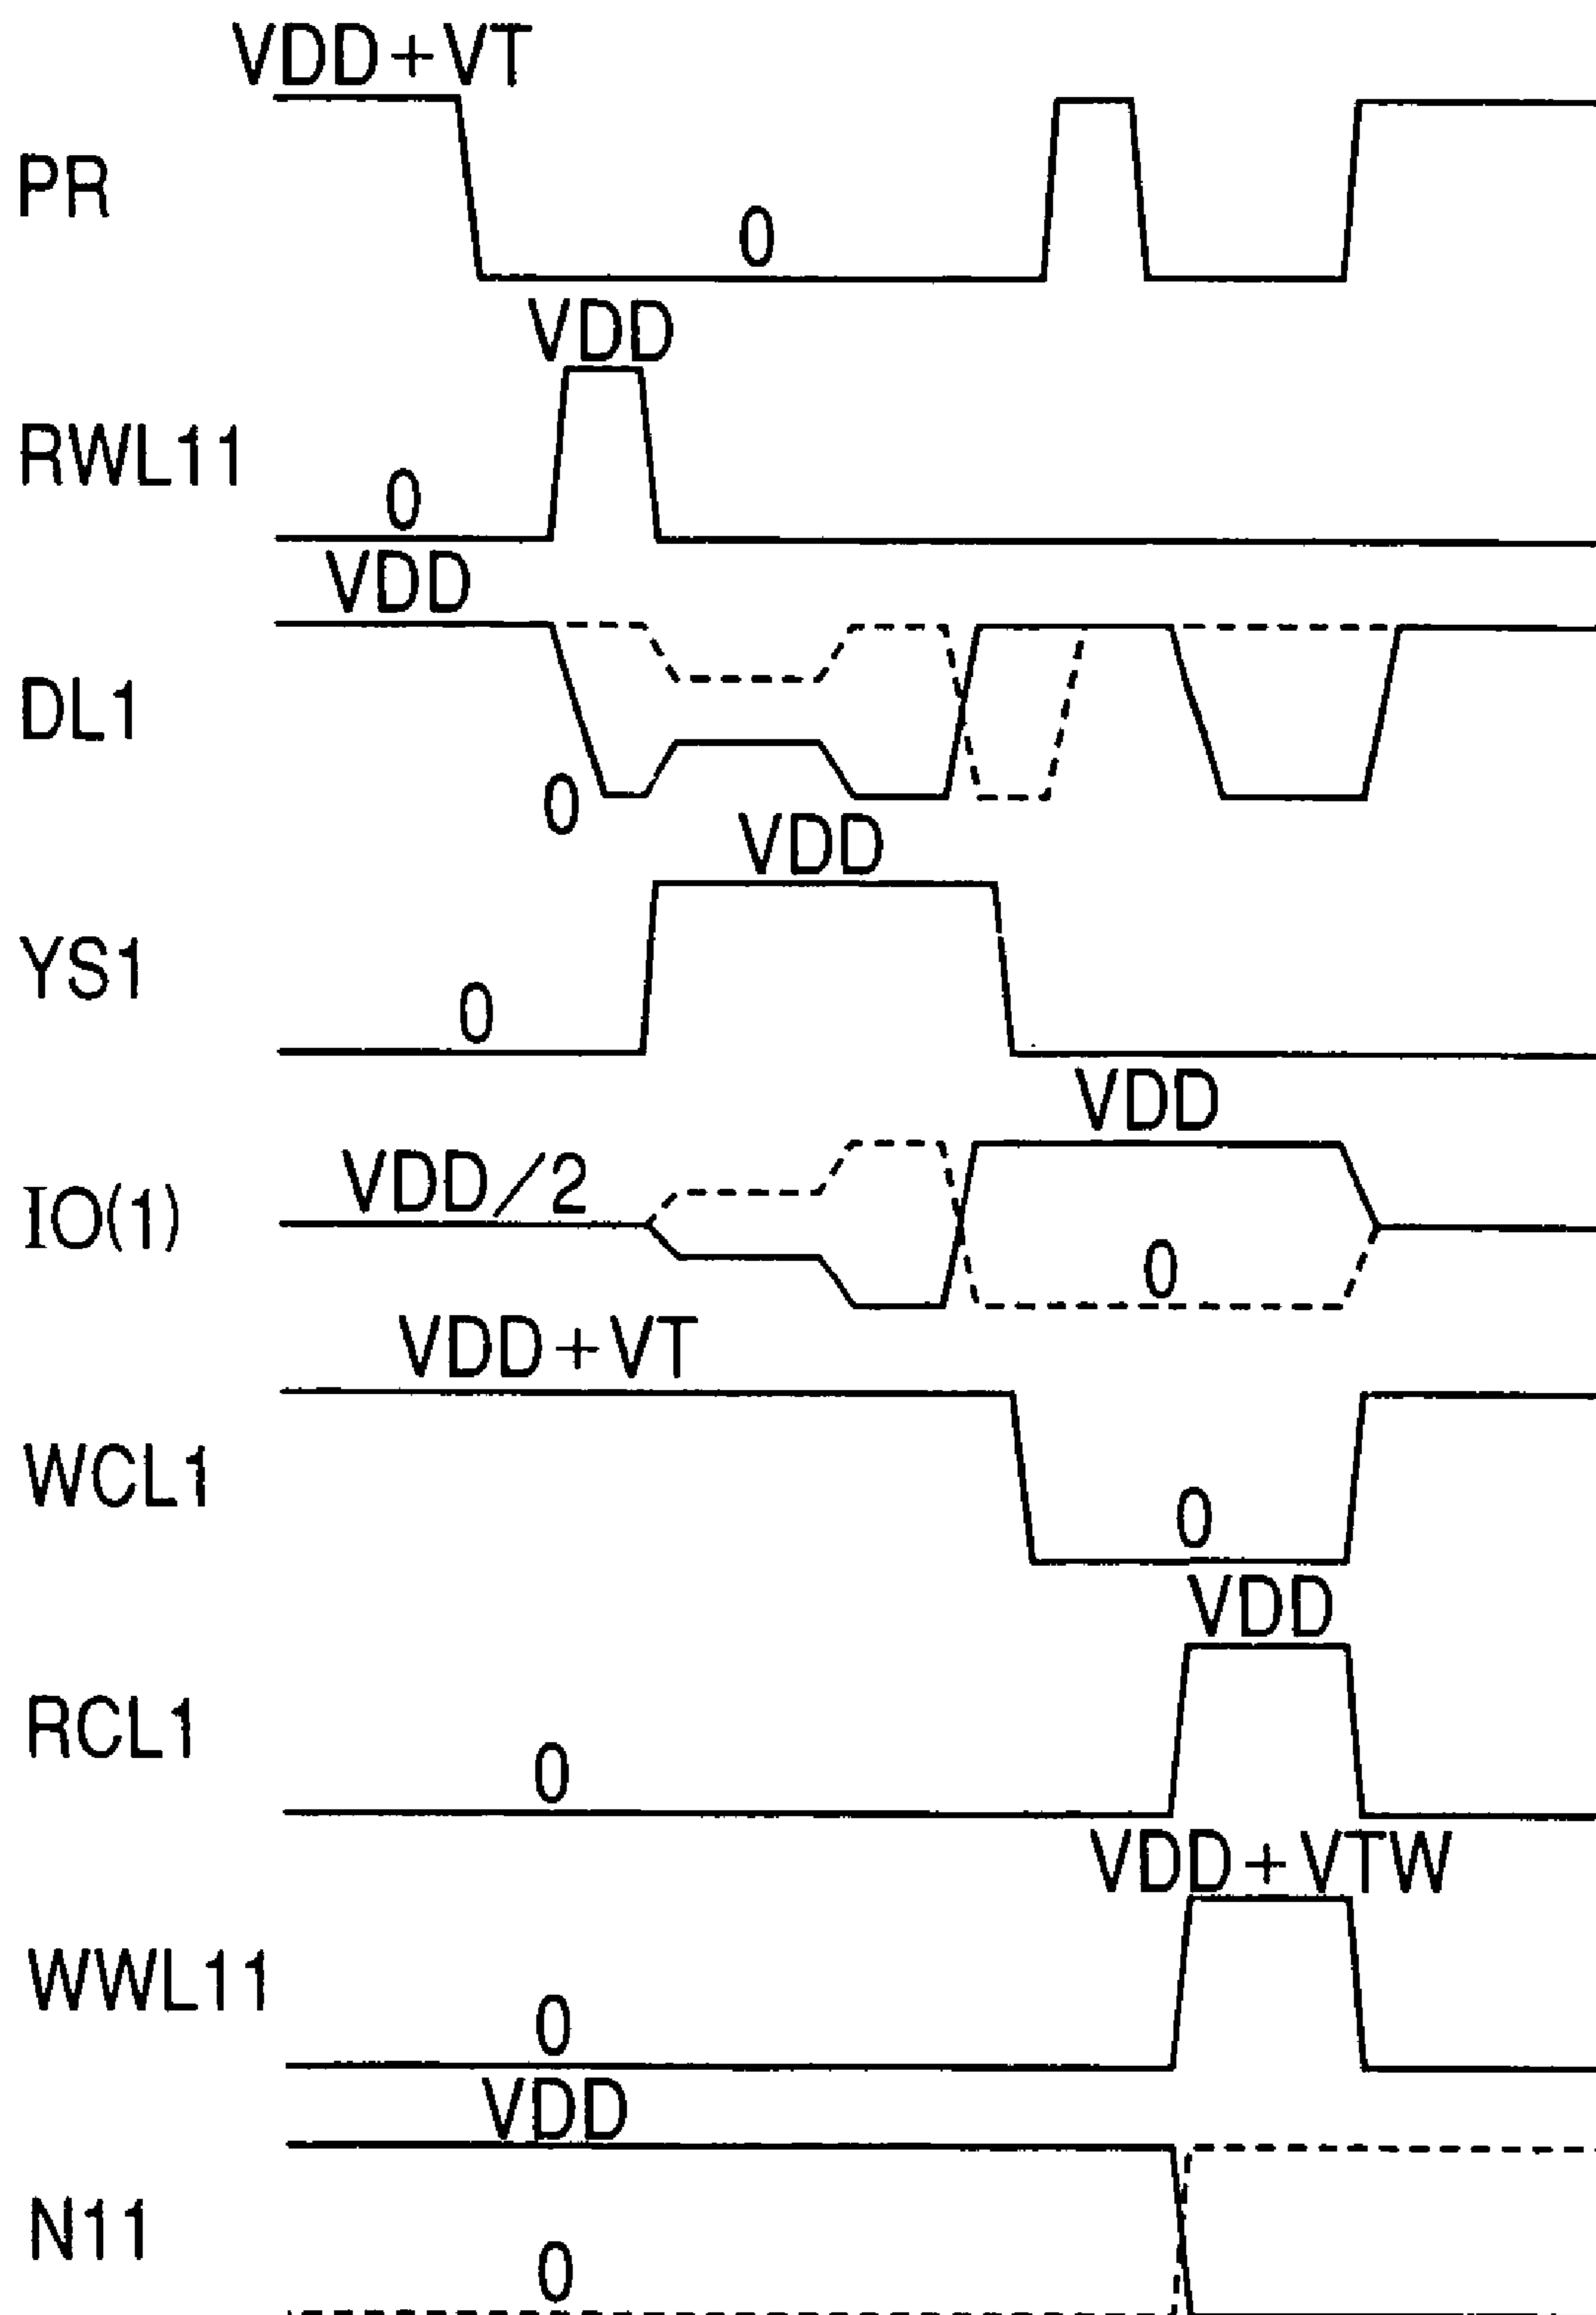 VDD+VT
PR
0
VDD
RWL11
0
VDD
DL1
0
VDD
YS1
0
VDD
VDD/2
IO(1)
0
VDD+VT
WCL1
0
VDD
RCL1
0
VDD+VTW
WWL11
0
VDD
N11
0